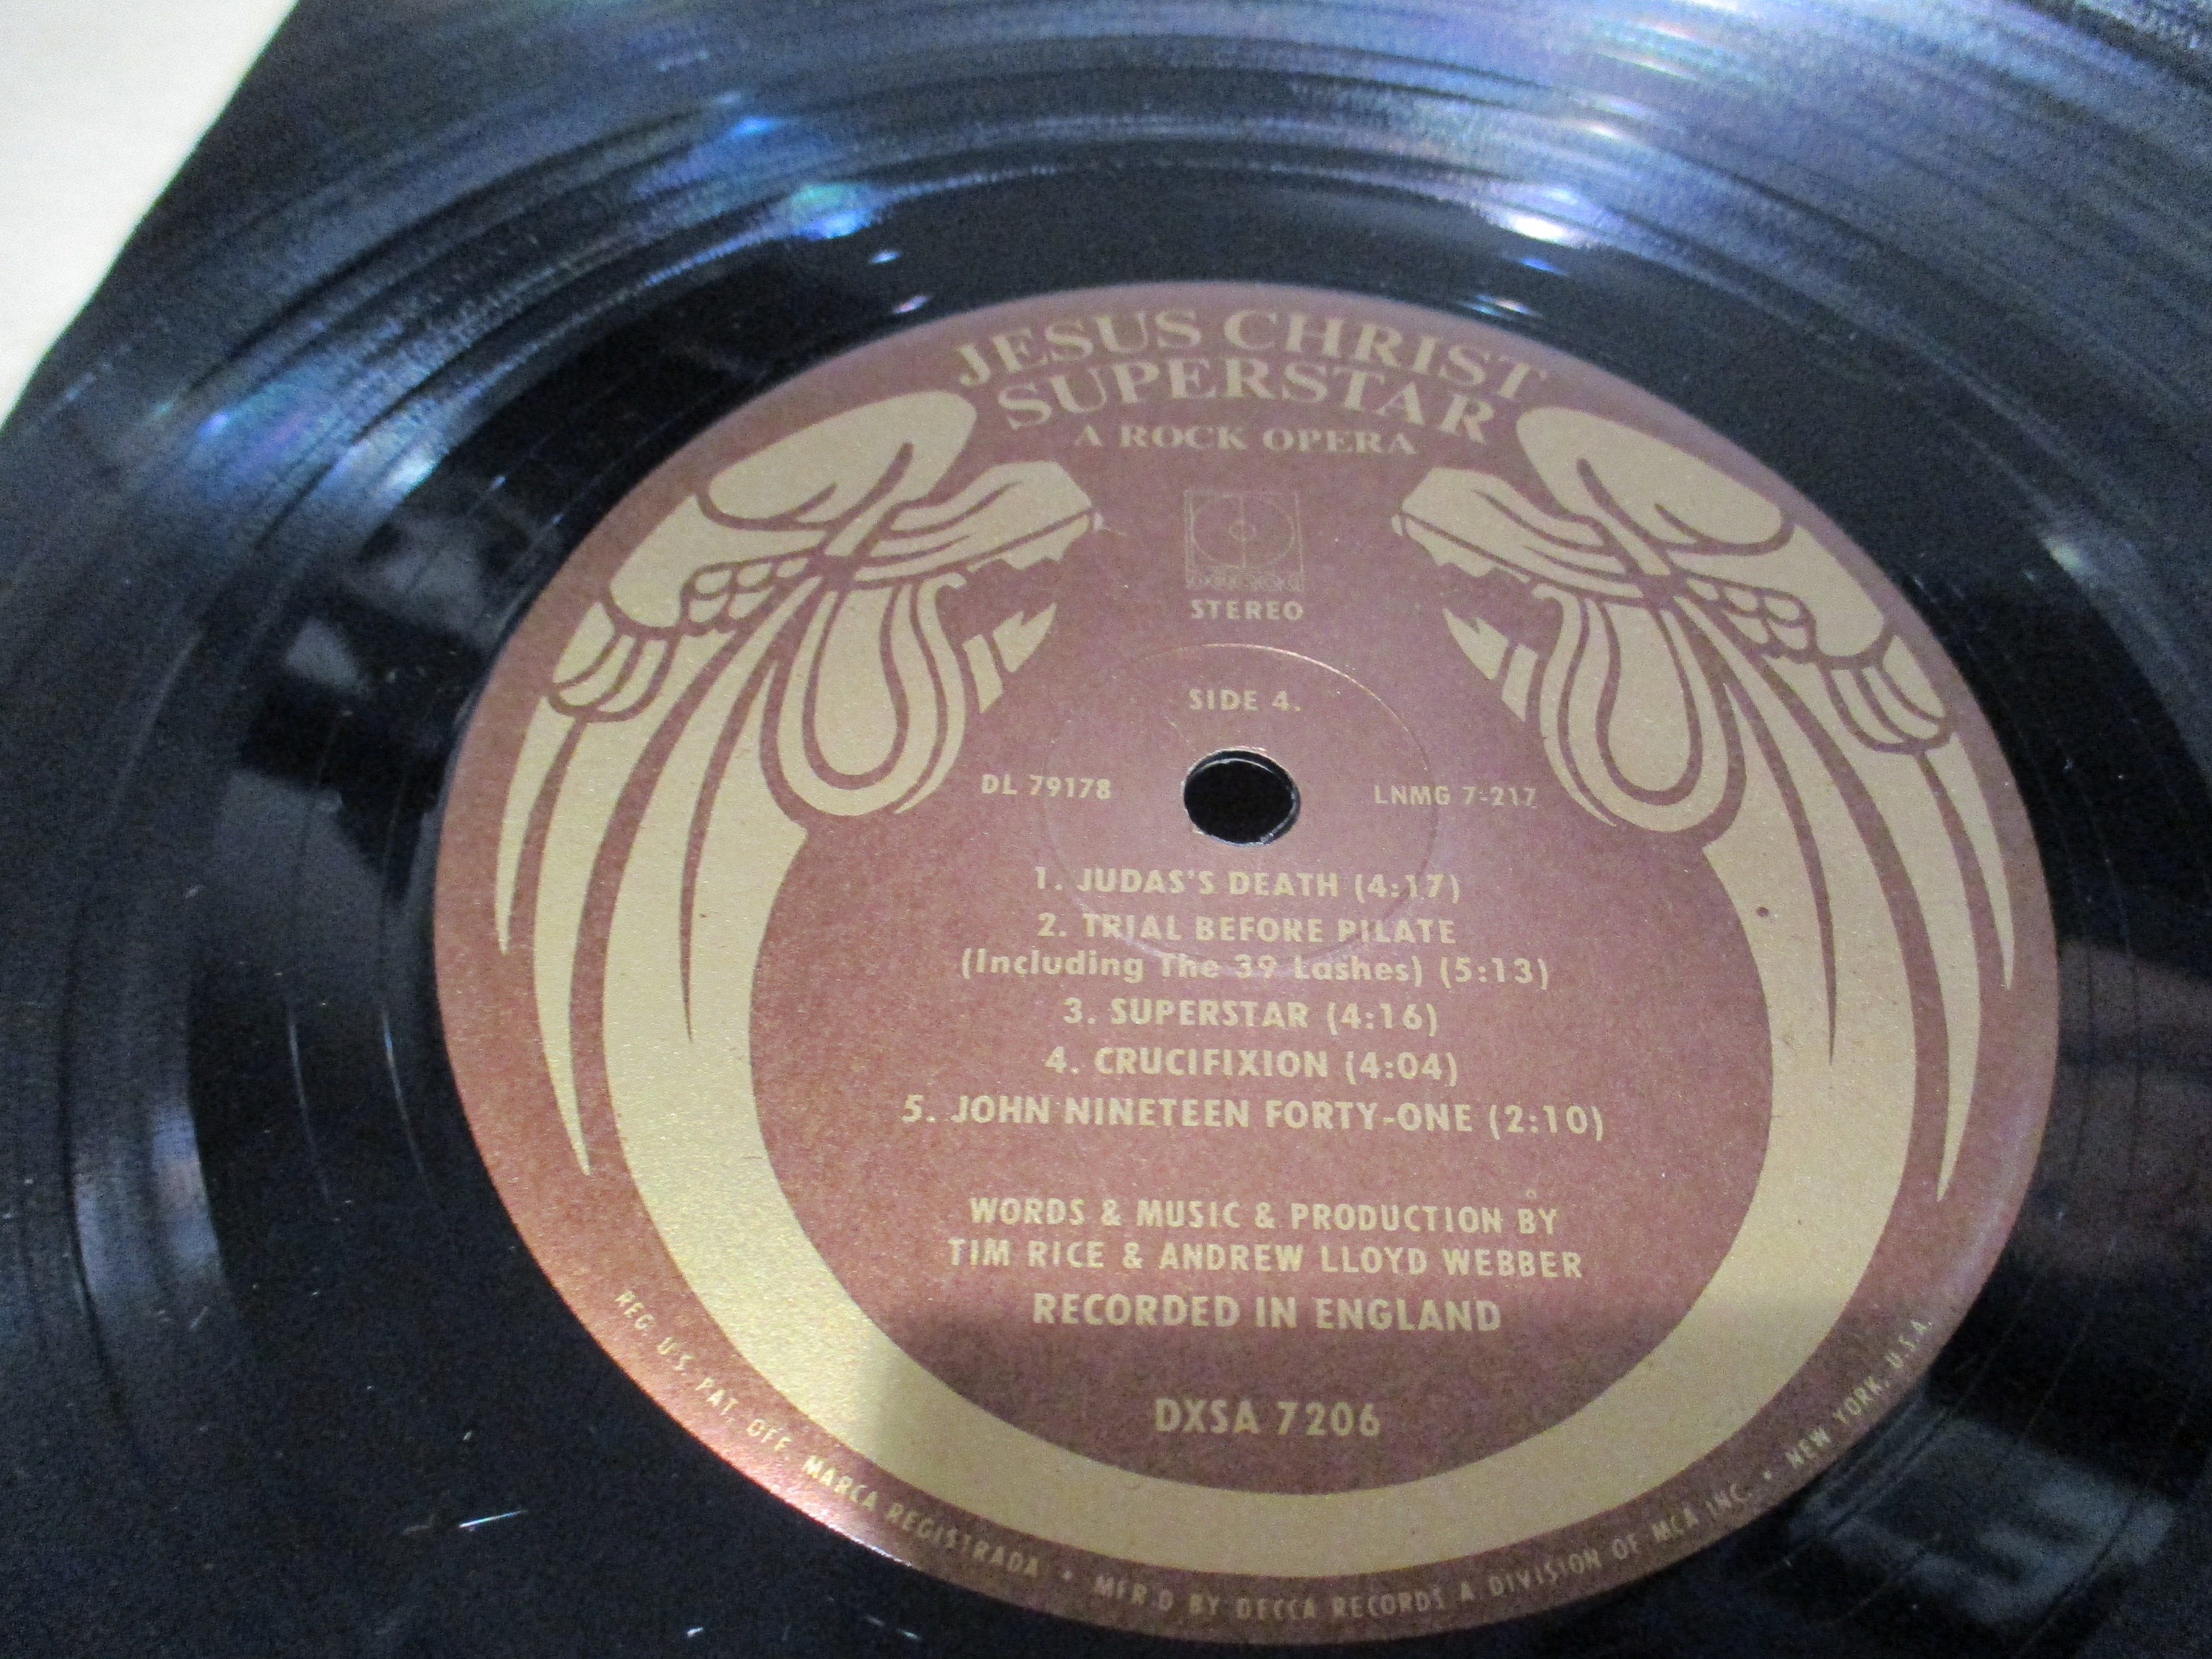 JESUS CHRIST
SUPERSTAR
A ROCK OPERA
STEREO
SIDE 4.
DL 79178
LNMG 7-217
1. JUDAS'S DEATH (4:17)
2. TRIAL BEFORE PILATE
(Including The 39 Lashes) (5:13)
3. SUPERSTAR (4:16)
4. CRUCIFIXION (4:04)
5. JOHN NINETEEN FORTY-ONE (2:10)
WORDS & MUSIC & PRODUCTION BY
TIM RICE & ANDREW LLOYD WEBBER
RECORDED IN ENGLAND
DXSA 7206
REG. U.S. PAT. OFF. MARCA REGISTRADA • MFR'D BY DECCA RECORDS A DIVISION OF MCA INC. • NEW YORK, U.S.A.